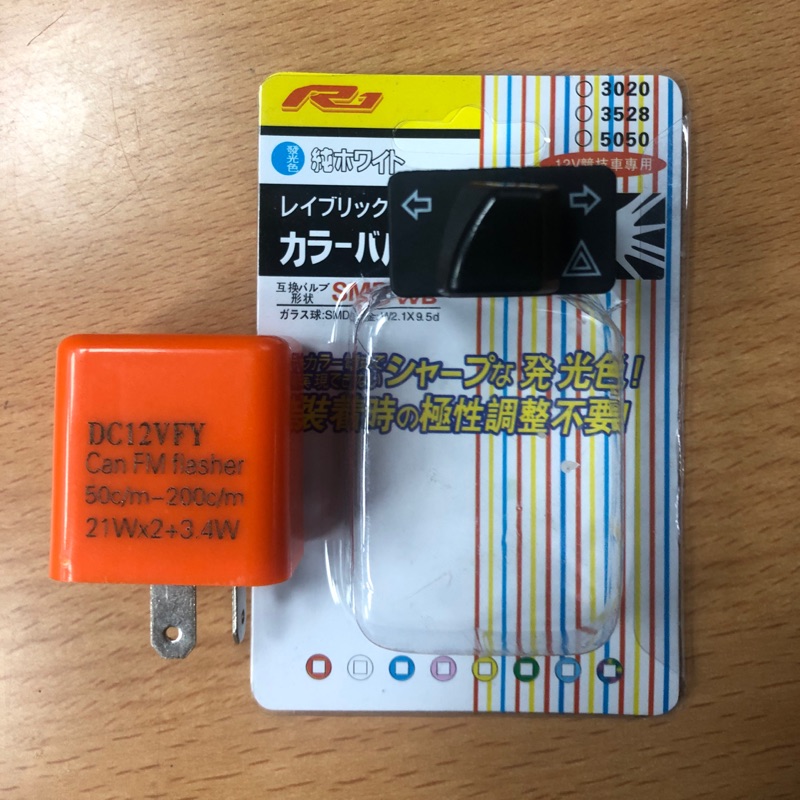 R1
3020
3528
5050
発光色
純ホワイト
12V競技車専用
レイブリック
カラーバ
互換バルブ
形状
SMD-WB
ガラス球:SMD W2.1X9.5d
シャープな発光色!
装着時の極性調整不要!
DC12VFY
Can FM flasher
50c/m-200c/m
21Wx2+3.4W